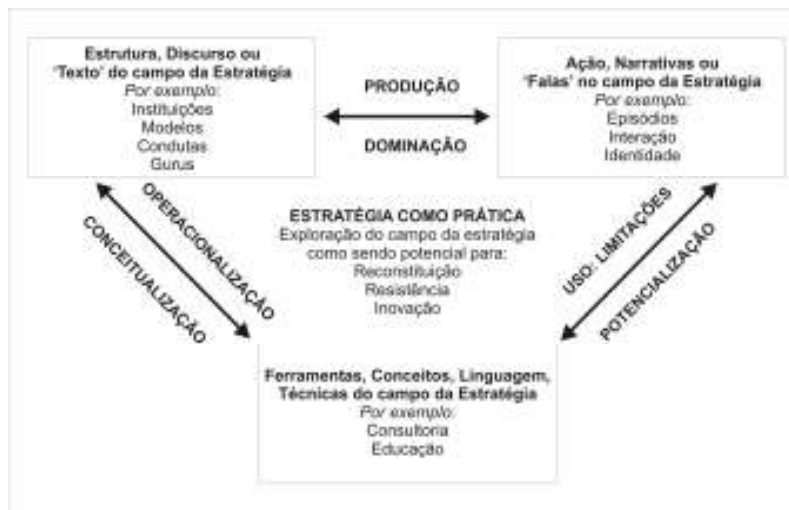 Estrutura, Discurso ou
'Texto' do campo da Estratégia
Por exemplo:
Instituições
Modelos
Condutas
Gurus
PRODUÇÃO
DOMINAÇÃO
Ação, Narrativas ou
'Falas' no campo da Estratégia
Por exemplo:
Episódios
Interação
Identidade
OPERACIONALIZAÇÃO
CONCEITUALIZAÇÃO
ESTRATÉGIA COMO PRÁTICA
Exploração do campo da estratégia
como sendo potencial para:
Reconstituição
Resistência
Inovação
USO: LIMITAÇÕES
POTENCIALIZAÇÃO
Ferramentas, Conceitos, Linguagem,
Técnicas do campo da Estratégia
Por exemplo:
Consultoria
Educação